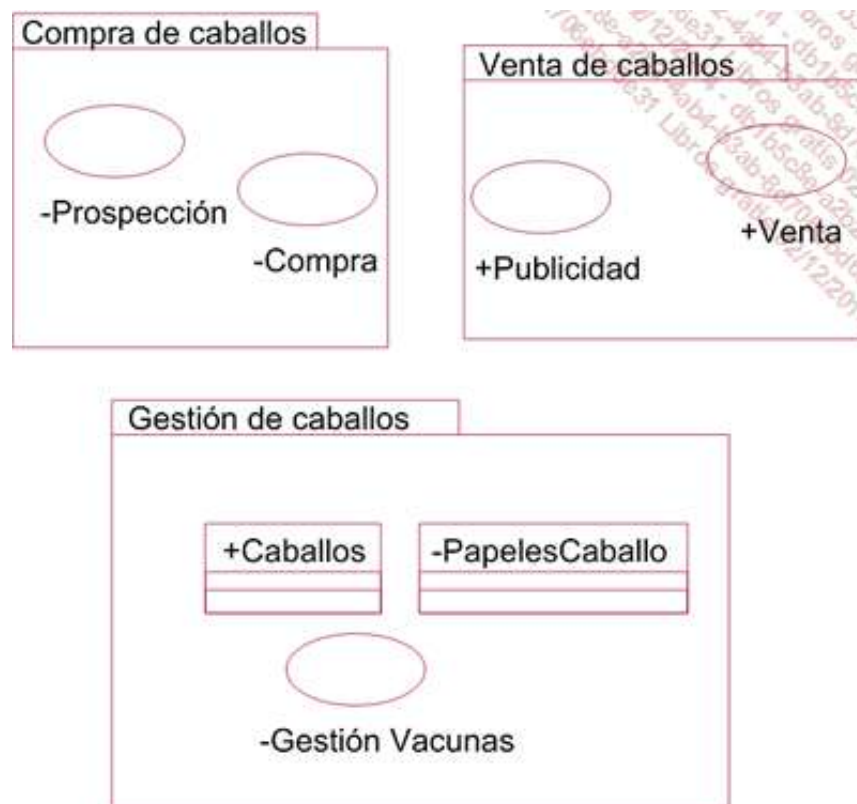 Compra de caballos
-Prospección
-Compra
Venta de caballos
+Publicidad
+Venta
Gestión de caballos
+Caballos
-PapelesCaballo
-Gestión Vacunas